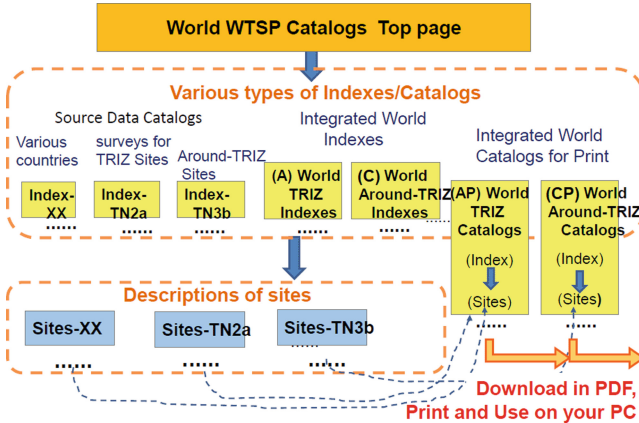 World WTSP Catalogs Top page
Various types of Indexes/Catalogs
Source Data Catalogs
Various
countries
surveys for
TRIZ Sites
Around-TRIZ
Sites
Integrated World
Indexes
Integrated World
Catalogs for Print
Index-
XX
......
Index-
TN2a
......
Index-
TN3b
......
(A) World
TRIZ
Indexes
......
(C) World
Around-TRIZ
Indexes
......
......
(AP) World
TRIZ
Catalogs
(Index)
(Sites)
......
(CP) World
Around-TRIZ
Catalogs
(Index)
(Sites)
......
Descriptions of sites
Sites-XX
......
Sites-TN2a
......
Sites-TN3b
......
......
Download in PDF,
Print and Use on your PC